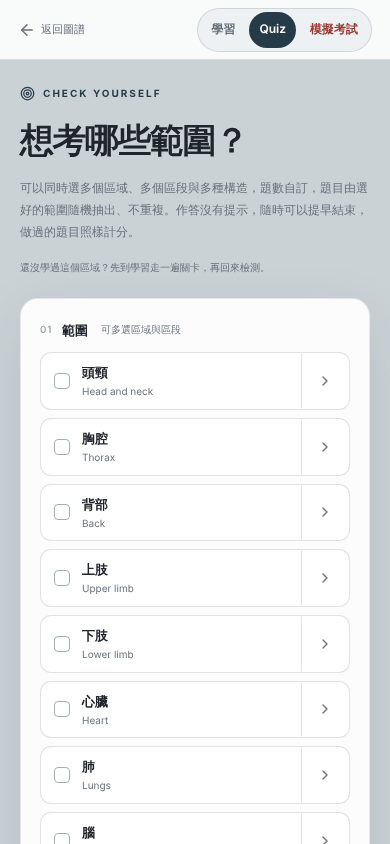 返回圖譜
學習 Quiz 模擬考試
CHECK YOURSELF
想考哪些範圍？
可以同時選多個區域、多個區段與多種構造，題數自訂，題目由選
好的範圍隨機抽出、不重複。作答沒有提示，隨時可以提早結束，
做過的題目照樣計分。
還沒學過這個區域？先到學習走一遍關卡，再回來檢測。
01 範圍 可多選區域與區段
頭頸
Head and neck
胸腔
Thorax
背部
Back
上肢
Upper limb
下肢
Lower limb
心臟
Heart
肺
Lungs
腦